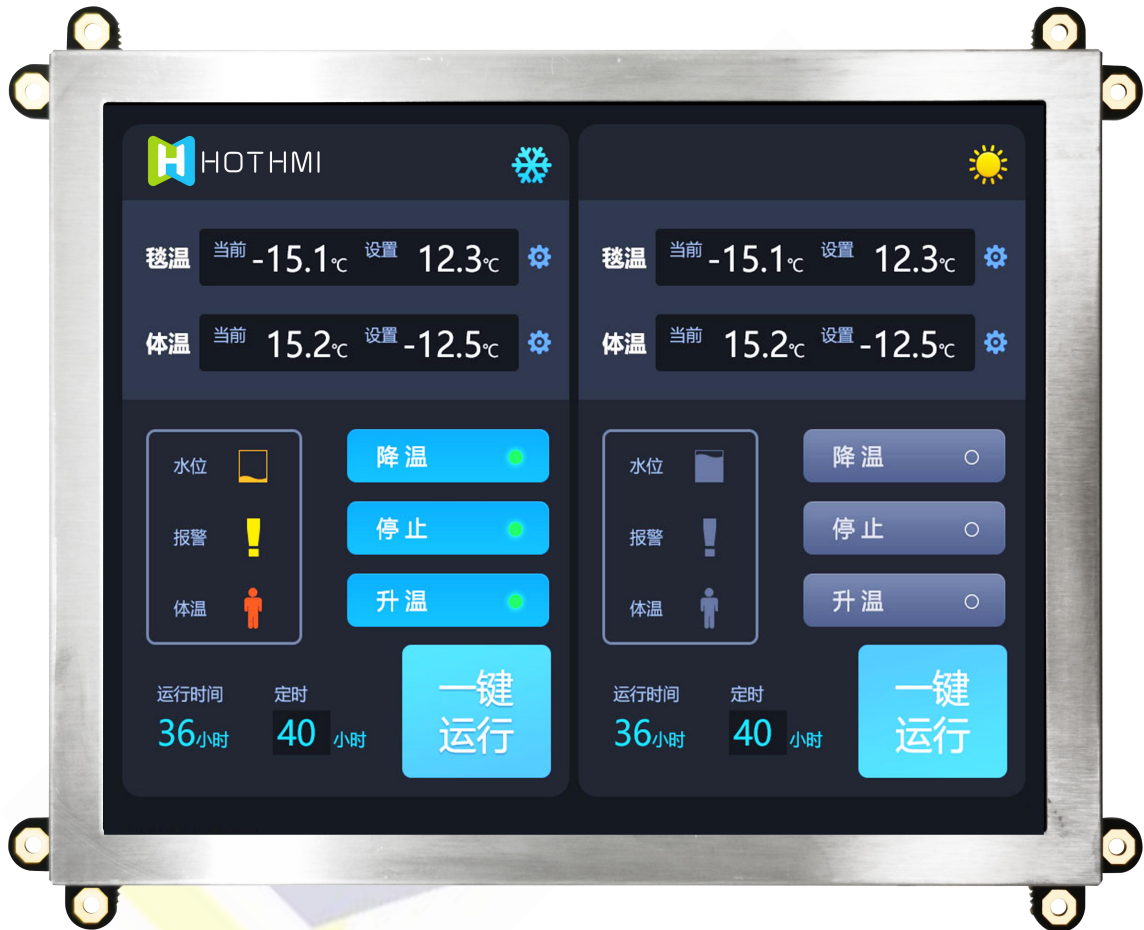 HOTHMI
毯温 当前 -15.1℃ 设置 12.3℃
体温 当前 15.2℃ 设置 -12.5℃
水位
报警
体温
降温
停止
升温
运行时间 定时
36小时 40 小时
一键
运行
毯温 当前 -15.1℃ 设置 12.3℃
体温 当前 15.2℃ 设置 -12.5℃
水位
报警
体温
降温
停止
升温
运行时间 定时
36小时 40 小时
一键
运行